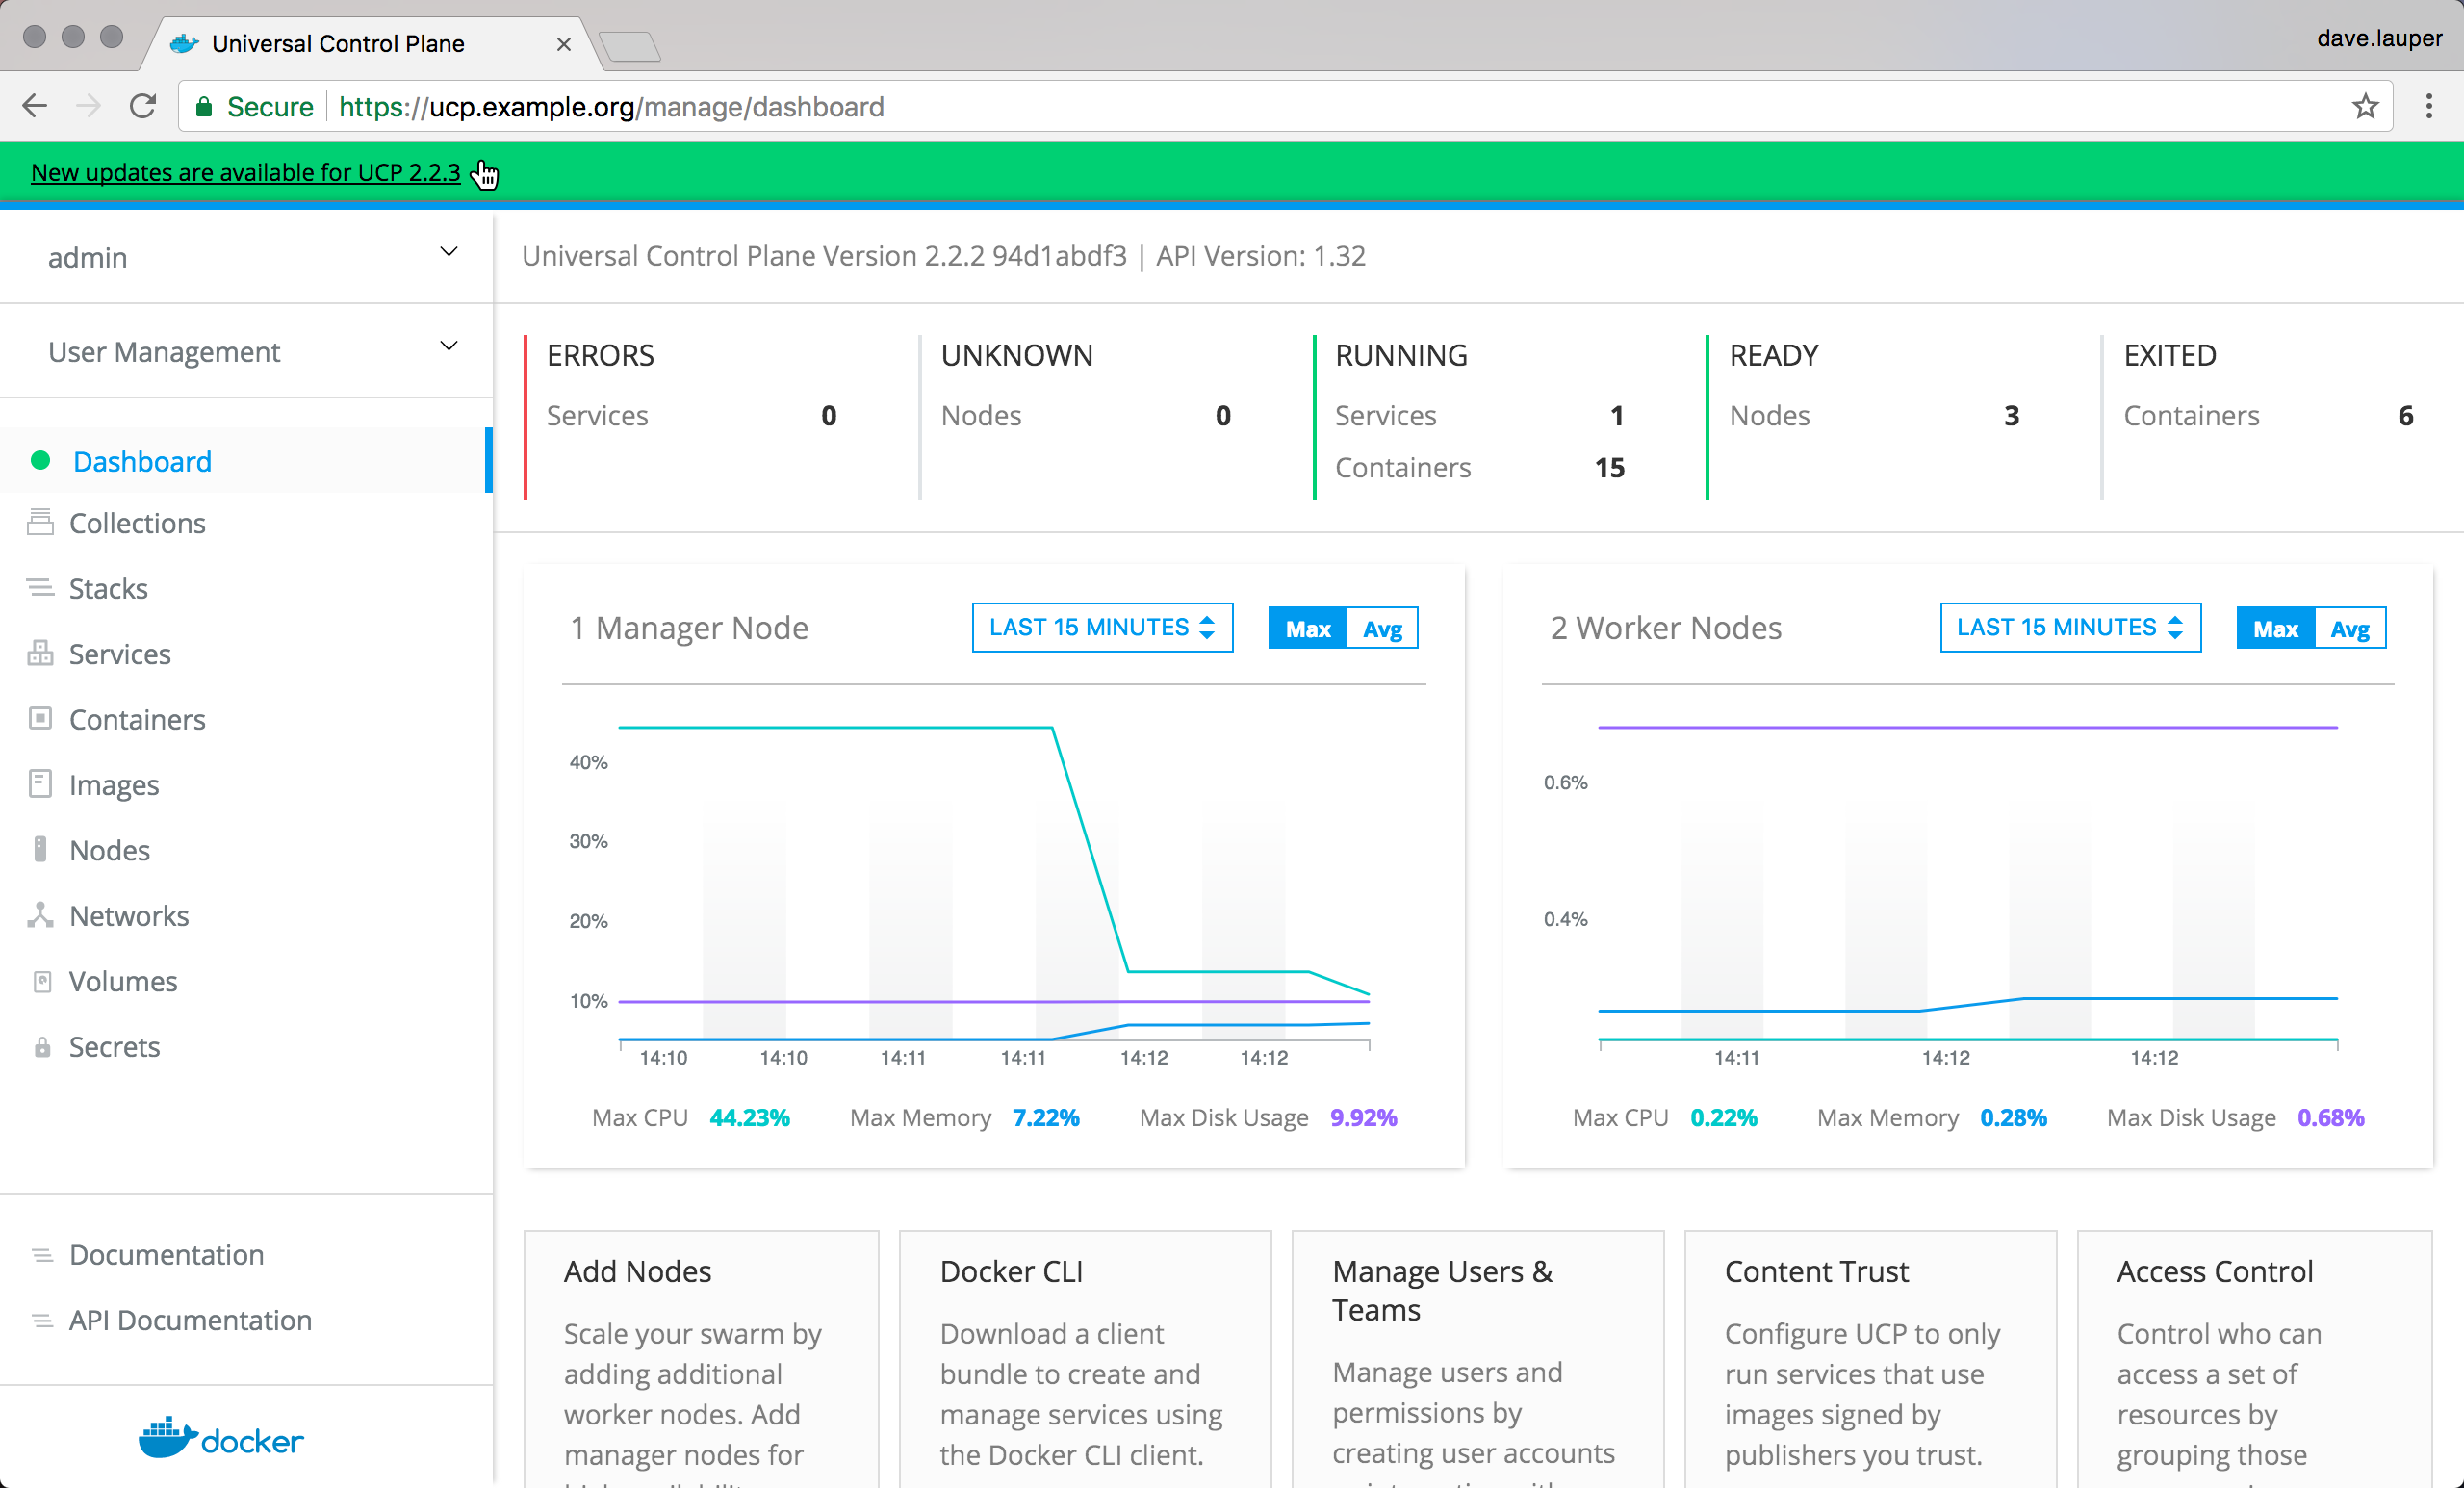 Universal Control Plane
dave.lauper
Secure https://ucp.example.org/manage/dashboard
New updates are available for UCP 2.2.3
admin
User Management
Dashboard
Collections
Stacks
Services
Containers
Images
Nodes
Networks
Volumes
Secrets
Documentation
API Documentation
docker
Universal Control Plane Version 2.2.2 94d1abdf3 | API Version: 1.32
ERRORS
Services 0
UNKNOWN
Nodes 0
RUNNING
Services 1
Containers 15
READY
Nodes 3
EXITED
Containers 6
1 Manager Node
LAST 15 MINUTES
Max Avg
40%
30%
20%
10%
14:10 14:10 14:11 14:11 14:12 14:12
Max CPU 44.23% Max Memory 7.22% Max Disk Usage 9.92%
2 Worker Nodes
LAST 15 MINUTES
Max Avg
0.6%
0.4%
14:11 14:12 14:12
Max CPU 0.22% Max Memory 0.28% Max Disk Usage 0.68%
Add Nodes
Scale your swarm by
adding additional
worker nodes. Add
manager nodes for
Docker CLI
Download a client
bundle to create and
manage services using
the Docker CLI client.
Manage Users &
Teams
Manage users and
permissions by
creating user accounts
Content Trust
Configure UCP to only
run services that use
images signed by
publishers you trust.
Access Control
Control who can
access a set of
resources by
grouping those